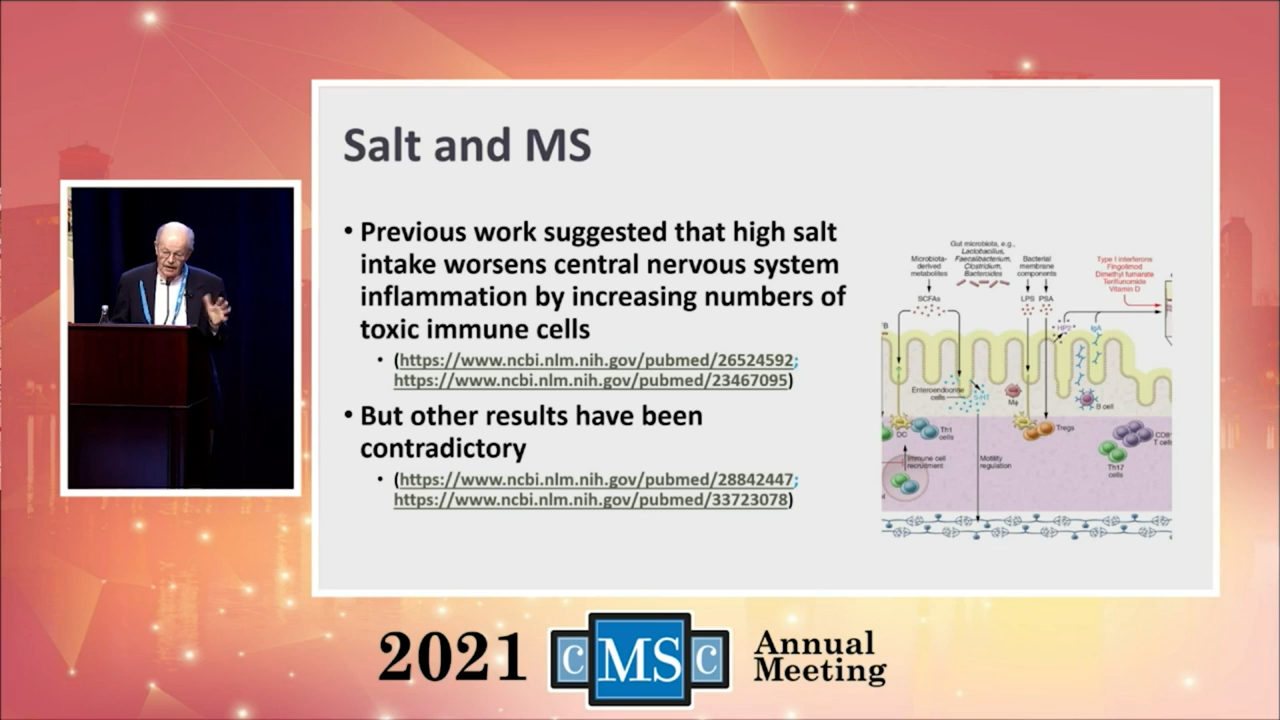 Salt and MS
• Previous work suggested that high salt
intake worsens central nervous system
inflammation by increasing numbers of
toxic immune cells
• (https://www.ncbi.nlm.nih.gov/pubmed/26524592;
https://www.ncbi.nlm.nih.gov/pubmed/23467095)
• But other results have been
contradictory
• (https://www.ncbi.nlm.nih.gov/pubmed/28842447;
https://www.ncbi.nlm.nih.gov/pubmed/33723078)
Gut microbiota, e.g.,
Lactobacillus,
Faecalibacterium,
Clostridium,
Bacteroides
Microbiota-
derived
metabolites
Bacterial
membrane
components
Type I interferons
Fingolimod
Dimethyl fumarate
Teriflunomide
Vitamin D
SCFAs
LPS PSA
IgA
Enteroendocrine
cells
5-HT
Mφ
B cell
DC
Th1
cells
Tregs
CD8
T cells
Immune cell
recruitment
Motility
regulation
Th17
cells
2021
C MS C
Annual
Meeting